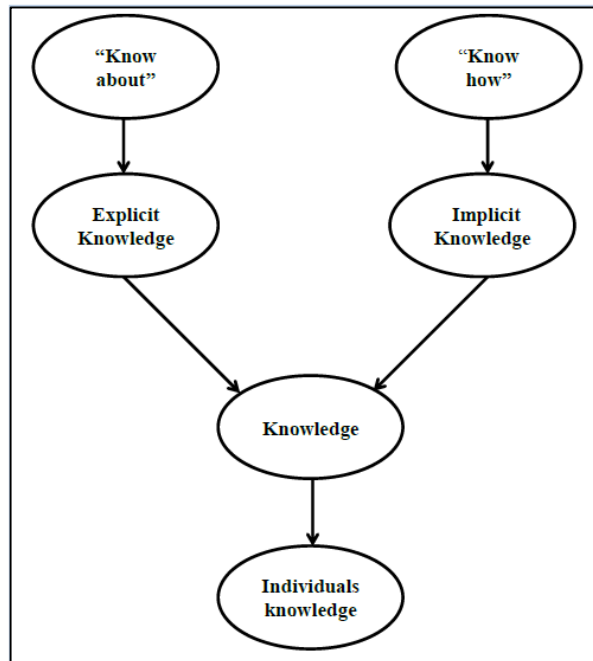 “Know
about”
“Know
how”
Explicit
Knowledge
Implicit
Knowledge
Knowledge
Individuals
knowledge